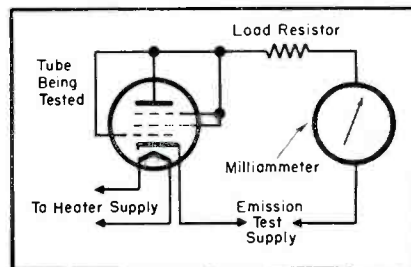 Load Resistor
Tube
Being
Tested
Milliammeter
To Heater Supply
Emission
Test
Supply